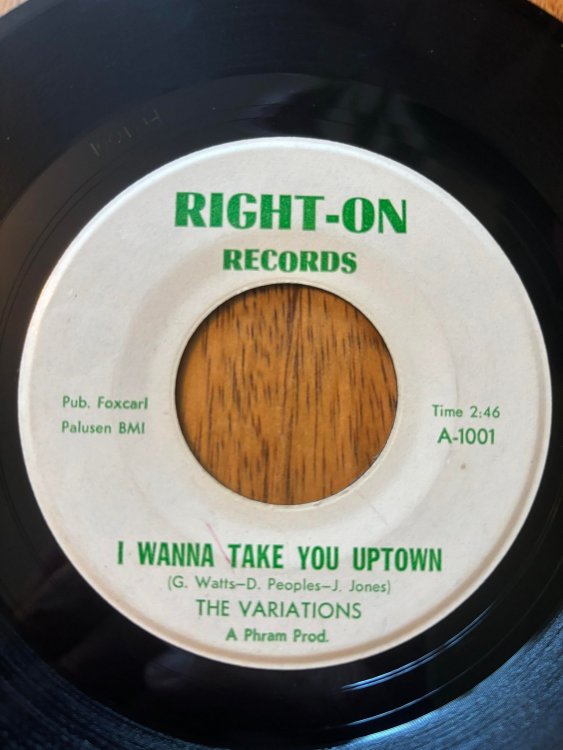 RIGHT-ON
RECORDS
Pub. Foxcarl
Palusen BMI
Time 2:46
A-1001
I WANNA TAKE YOU UPTOWN
(G. Watts—D. Peoples—J. Jones)
THE VARIATIONS
A Phram Prod.